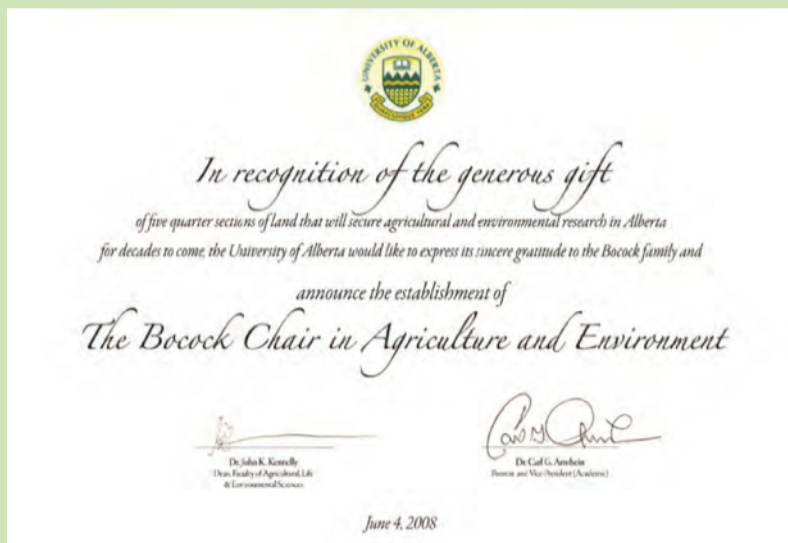 UNIVERSITY OF ALBERTA
QUAECUMQUE VERA
In recognition of the generous gift
of five quarter sections of land that will secure agricultural and environmental research in Alberta
for decades to come, the University of Alberta would like to express its sincere gratitude to the Bocock family and
announce the establishment of
The Bocock Chair in Agriculture and Environment
Dr. John K. Kennelly
Dean, Faculty of Agricultural, Life
& Environmental Sciences
Dr. Carl G. Amrhein
Provost and Vice-President (Academic)
June 4, 2008